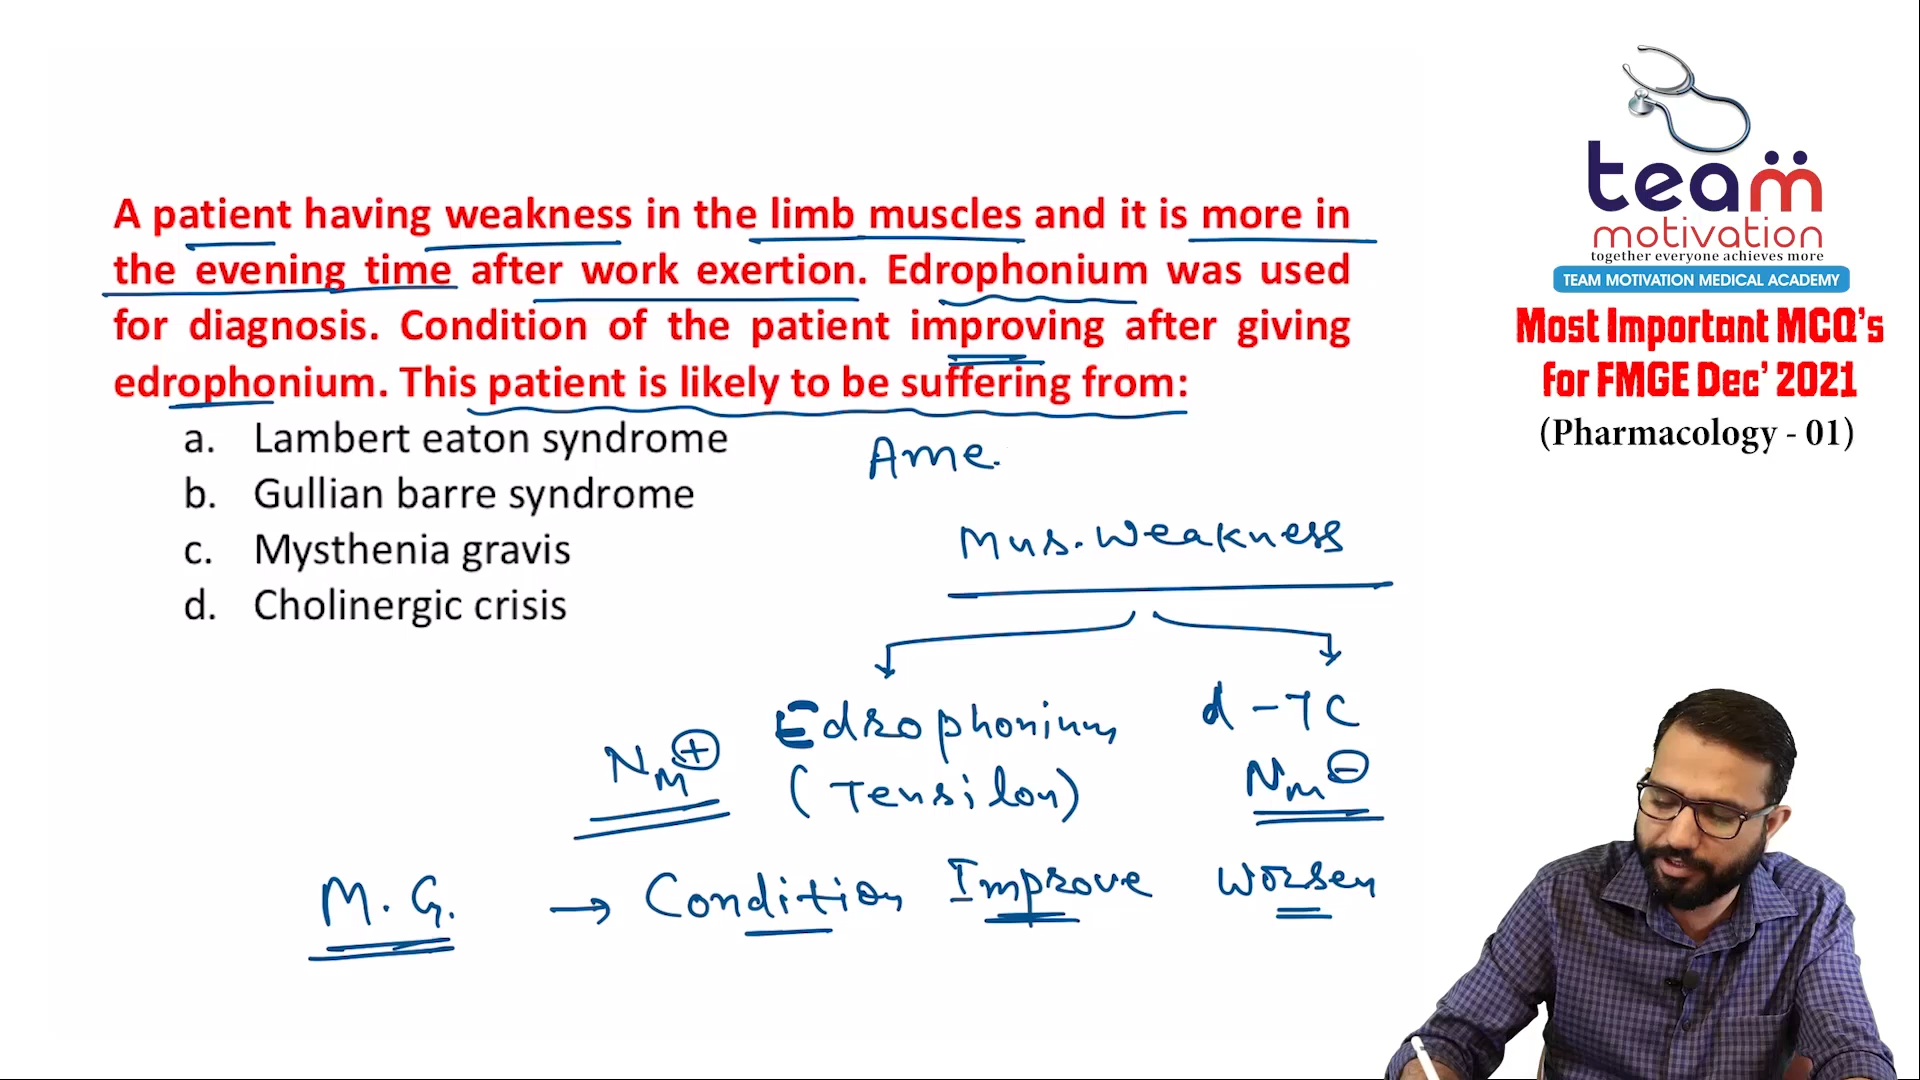 A patient having weakness in the limb muscles and it is more in
the evening time after work exertion. Edrophonium was used
for diagnosis. Condition of the patient improving after giving
edrophonium. This patient is likely to be suffering from:
a. Lambert eaton syndrome
b. Gullian barre syndrome
c. Mysthenia gravis
d. Cholinergic crisis
Ame.
Mus. Weakness
Edrophonium
(Tensilon)
NM +
d-TC
NM -
M.G. → Condition Improve Worsen
team
motivation
together everyone achieves more
TEAM MOTIVATION MEDICAL ACADEMY
Most Important MCQ's
for FMGE Dec' 2021
(Pharmacology - 01)